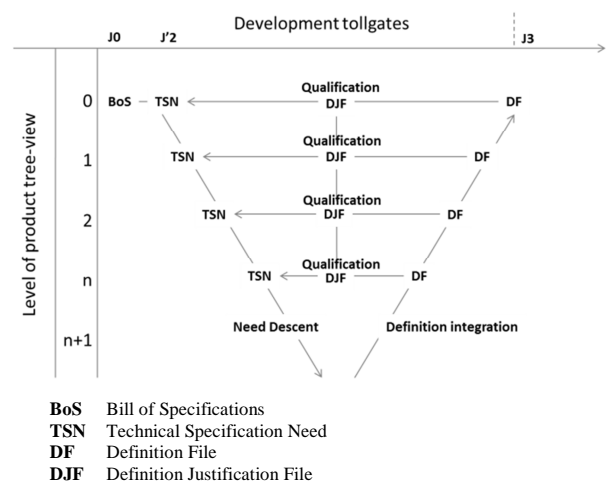 Development tollgates
J0 J'2 J3
Level of product tree-view
Qualification
0 BoS TSN DJF DF
Qualification
1 TSN DJF DF
Qualification
2 TSN DJF DF
Qualification
n TSN DJF DF
Need Descent Definition integration
n+1
BoS Bill of Specifications
TSN Technical Specification Need
DF Definition File
DJF Definition Justification File